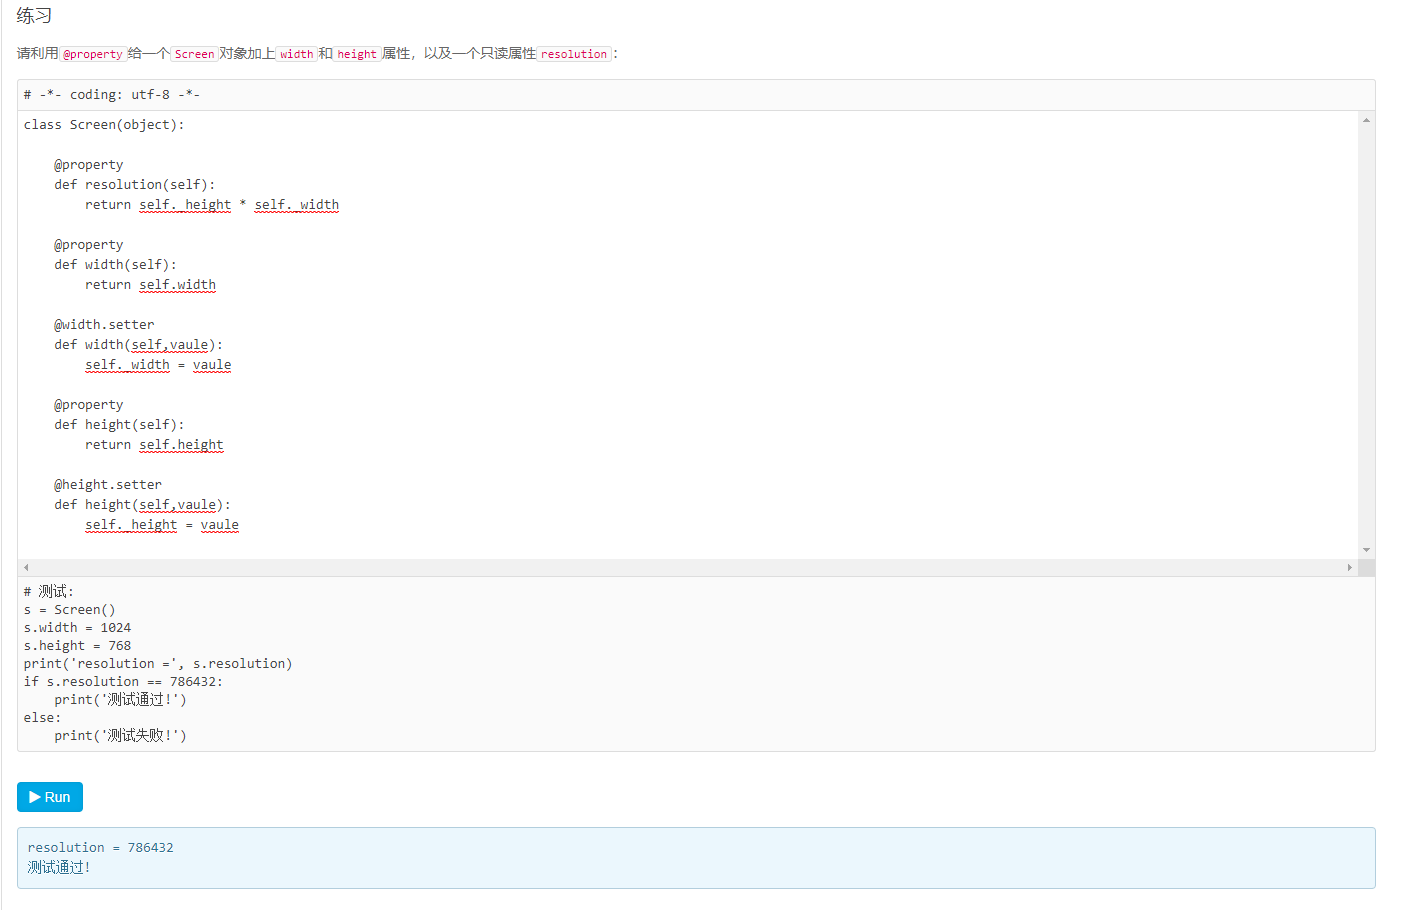 练习
请利用@property给一个Screen对象加上width和height属性，以及一个只读属性resolution：
# -*- coding: utf-8 -*-
class Screen(object):
    @property
    def resolution(self):
        return self._height * self._width
    @property
    def width(self):
        return self.width
    @width.setter
    def width(self,vaule):
        self._width = vaule
    @property
    def height(self):
        return self.height
    @height.setter
    def height(self,vaule):
        self._height = vaule
# 测试:
s = Screen()
s.width = 1024
s.height = 768
print('resolution =', s.resolution)
if s.resolution == 786432:
    print('测试通过!')
else:
    print('测试失败!')
Run
resolution = 786432
测试通过!